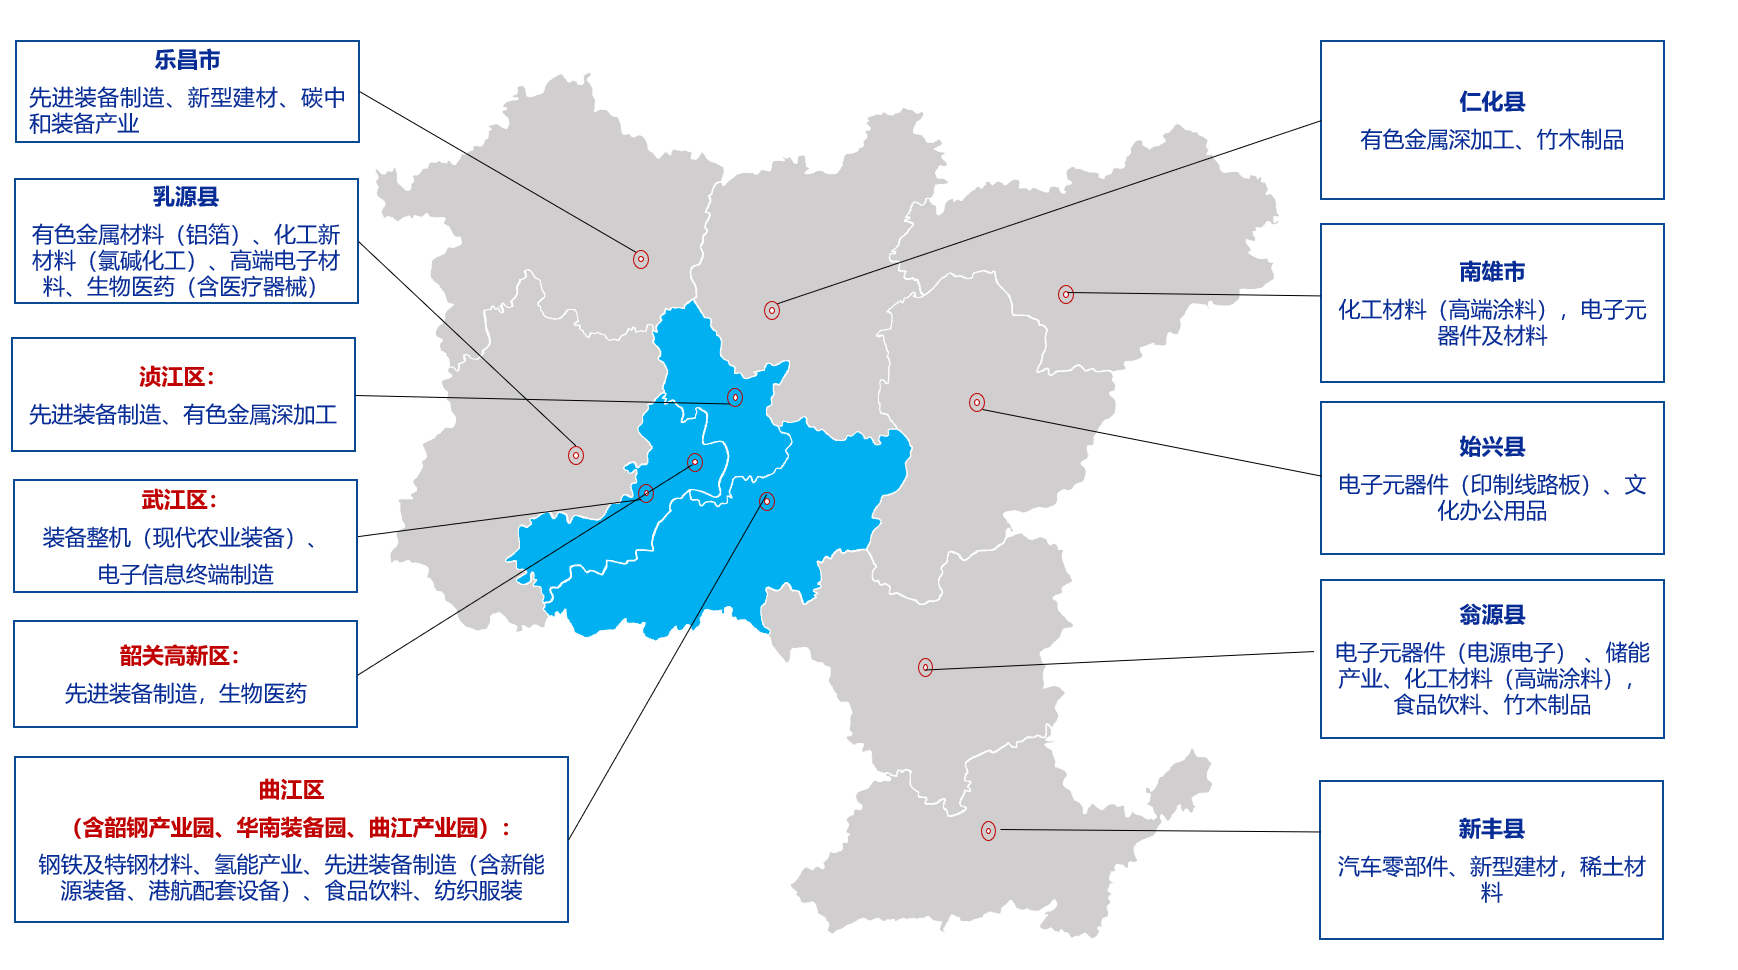 乐昌市
先进装备制造、新型建材、碳中
和装备产业
乳源县
有色金属材料（铝箔）、化工新
材料（氯碱化工）、高端电子材
料、生物医药（含医疗器械）
浈江区：
先进装备制造、有色金属深加工
武江区：
装备整机（现代农业装备）、
电子信息终端制造
韶关高新区：
先进装备制造，生物医药
曲江区
（含韶钢产业园、华南装备园、曲江产业园）：
钢铁及特钢材料、氢能产业、先进装备制造（含新能
源装备、港航配套设备）、食品饮料、纺织服装
仁化县
有色金属深加工、竹木制品
南雄市
化工材料（高端涂料），电子元
器件及材料
始兴县
电子元器件（印制线路板）、文
化办公用品
翁源县
电子元器件（电源电子） 、储能
产业、化工材料（高端涂料），
食品饮料、竹木制品
新丰县
汽车零部件、新型建材，稀土材
料